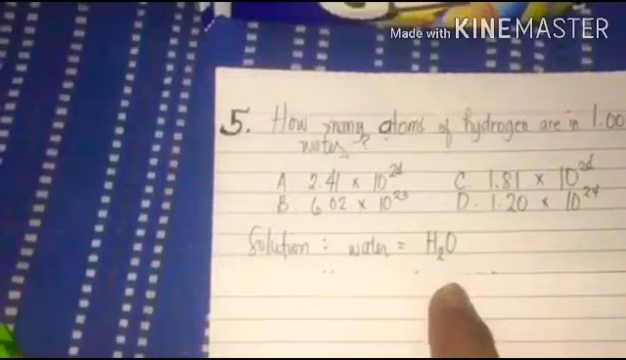 Made with KINEMASTER
5. How many atoms of hydrogen are in 1.00
water?
A 2.41 × 10²⁴ C. 1.81 × 10²⁴
B. 6.02 × 10²³ D. 1.20 × 10²⁴
Solution: water = H₂O